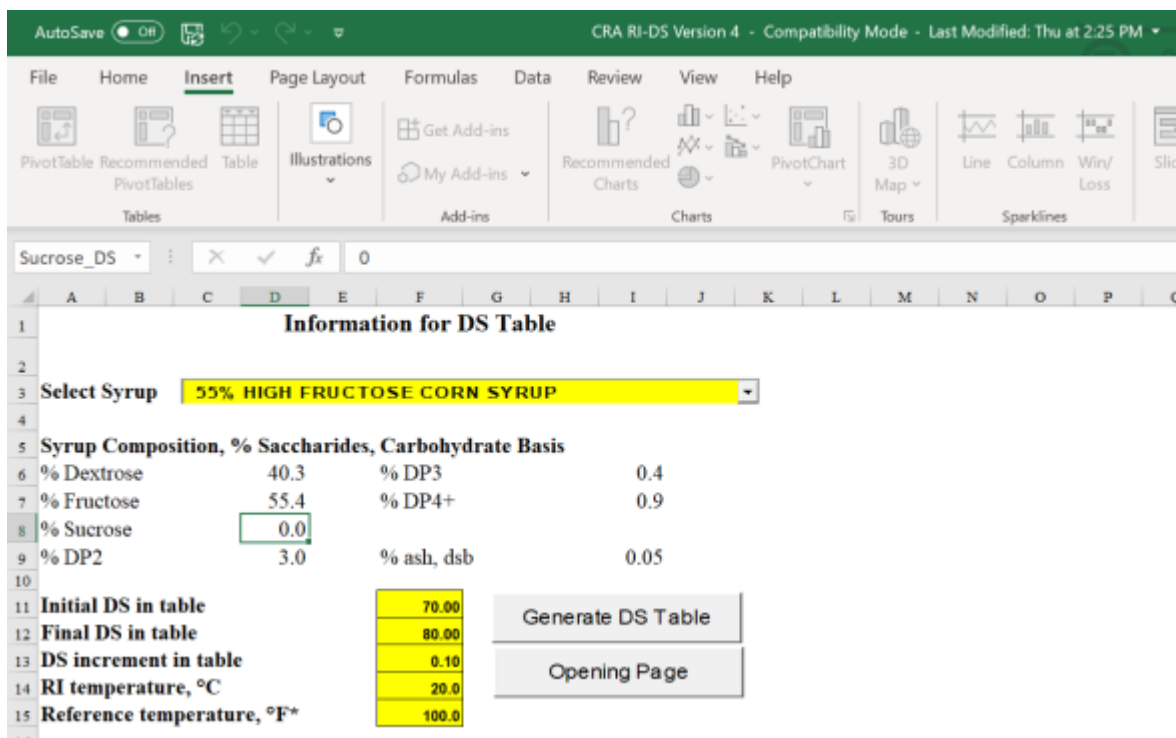 AutoSave Off CRA RI-DS Version 4 - Compatibility Mode - Last Modified: Thu at 2:25 PM
File Home Insert Page Layout Formulas Data Review View Help
PivotTable Recommended PivotTables Table Illustrations Get Add-ins My Add-ins Recommended Charts PivotChart 3D Map Line Column Win/Loss
Tables Add-ins Charts Tours Sparklines
Sucrose_DS fx 0
A B C D E F G H I J K L M N O P
1 Information for DS Table
2
3 Select Syrup 55% HIGH FRUCTOSE CORN SYRUP
4
5 Syrup Composition, % Saccharides, Carbohydrate Basis
6 % Dextrose 40.3 % DP3 0.4
7 % Fructose 55.4 % DP4+ 0.9
8 % Sucrose 0.0
9 % DP2 3.0 % ash, dsb 0.05
10
11 Initial DS in table 70.00 Generate DS Table
12 Final DS in table 80.00
13 DS increment in table 0.10 Opening Page
14 RI temperature, °C 20.0
15 Reference temperature, °F* 100.0